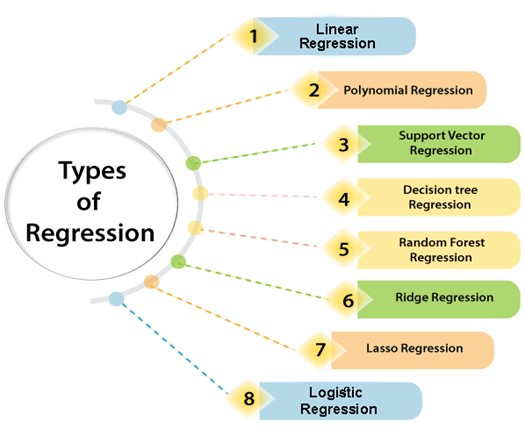 Types
of
Regression
1
Linear
Regression
2
Polynomial Regression
3
Support Vector
Regression
4
Decision tree
Regression
5
Random Forest
Regression
6
Ridge Regression
7
Lasso Regression
8
Logistic
Regression